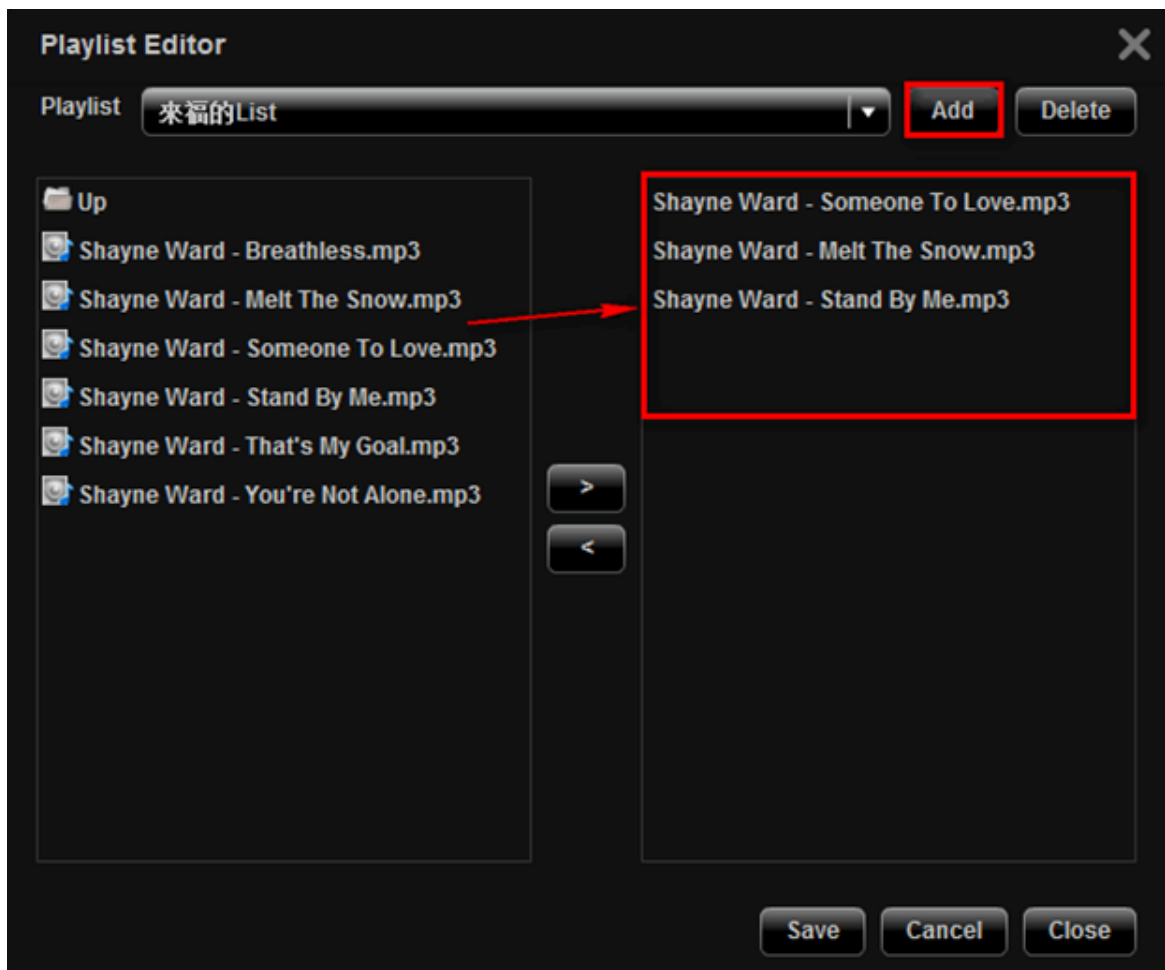 Playlist Editor
Playlist 來福的List Add Delete
Up
Shayne Ward - Breathless.mp3
Shayne Ward - Melt The Snow.mp3
Shayne Ward - Someone To Love.mp3
Shayne Ward - Stand By Me.mp3
Shayne Ward - That's My Goal.mp3
Shayne Ward - You're Not Alone.mp3
>
<
Shayne Ward - Someone To Love.mp3
Shayne Ward - Melt The Snow.mp3
Shayne Ward - Stand By Me.mp3
Save Cancel Close